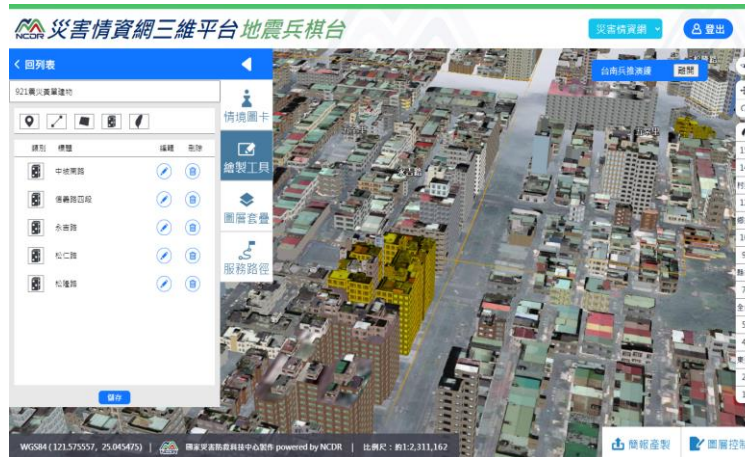 NCDR 災害情資網三維平台地震兵棋台
災害情資網
登出
回列表
921震災黃單建物
類別 標題 編輯 刪除
中坡南路
信義路四段
永吉路
松仁路
松隆路
儲存
情境圖卡
繪製工具
圖層套疊
服務路徑
台南兵推演練 離開
WGS84 ( 121.575557, 25.045475) | 國家災害防救科技中心製作 powered by NCDR | 比例尺：約1:2,311,162
簡報產製
圖層控制